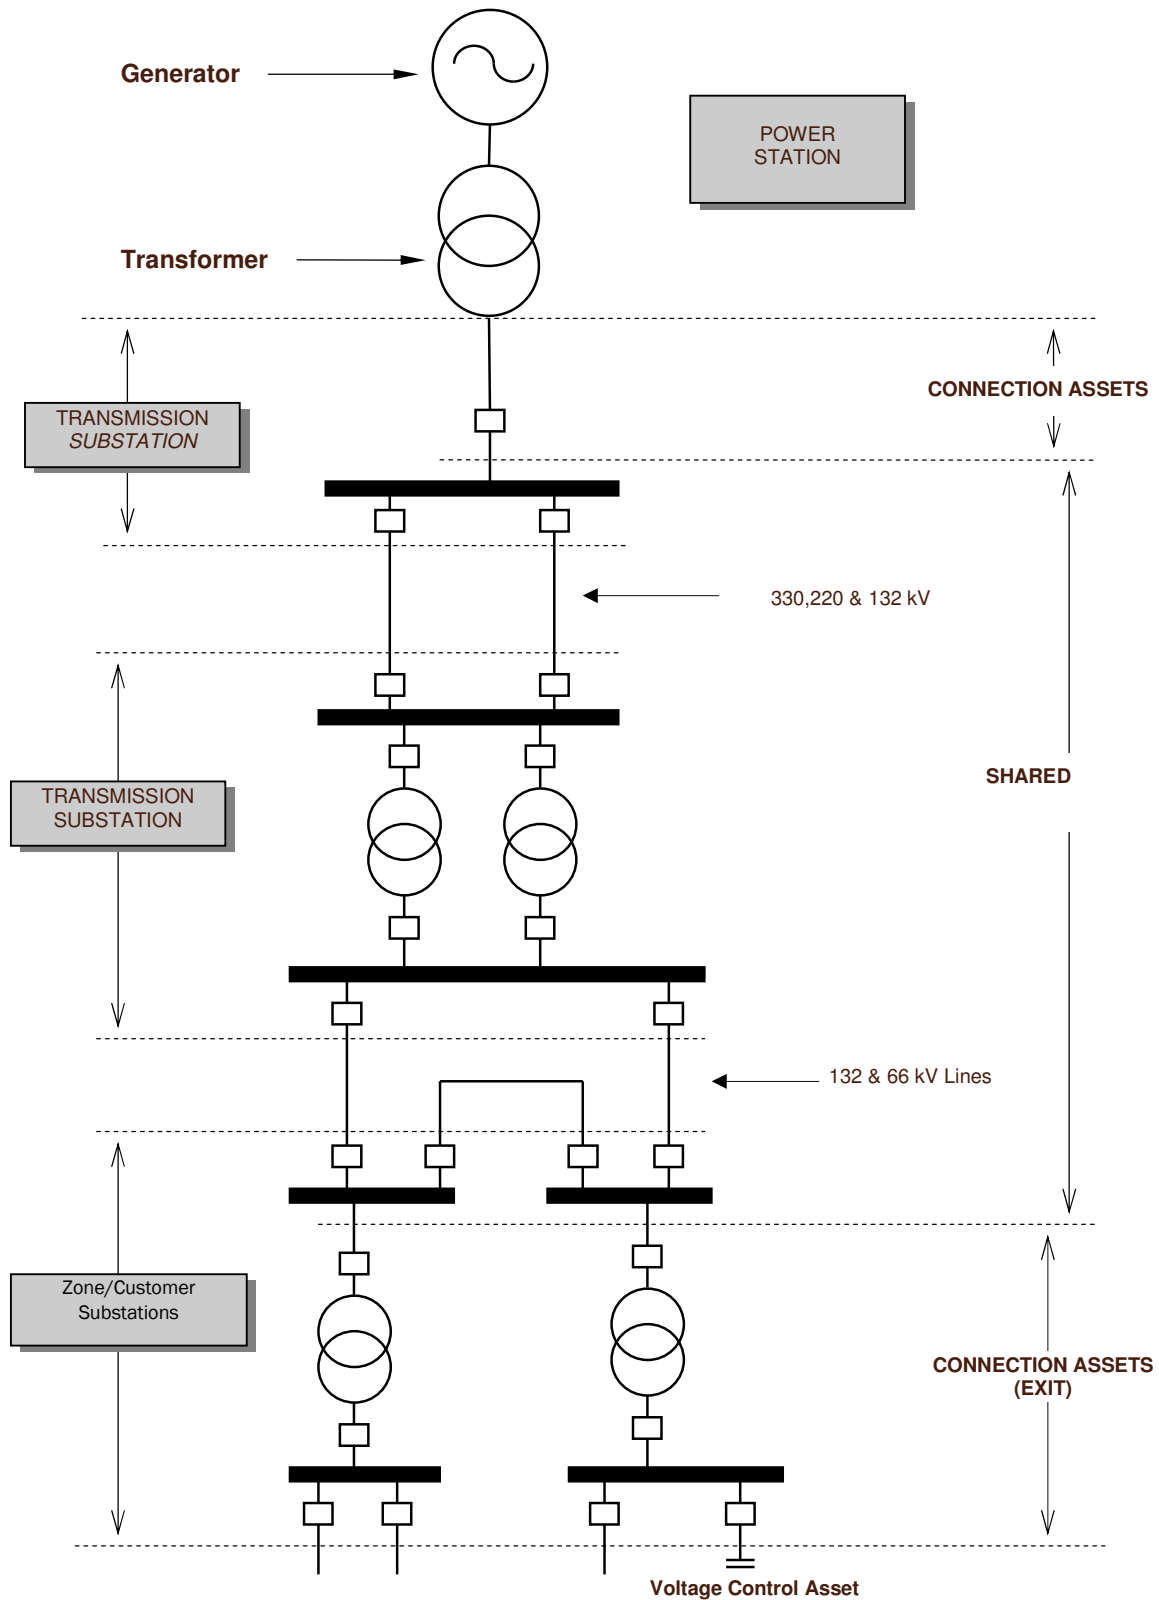 Generator
POWER
STATION
Transformer
CONNECTION ASSETS
TRANSMISSION
SUBSTATION
330,220 & 132 kV
SHARED
TRANSMISSION
SUBSTATION
132 & 66 kV Lines
Zone/Customer
Substations
CONNECTION ASSETS
(EXIT)
Voltage Control Asset